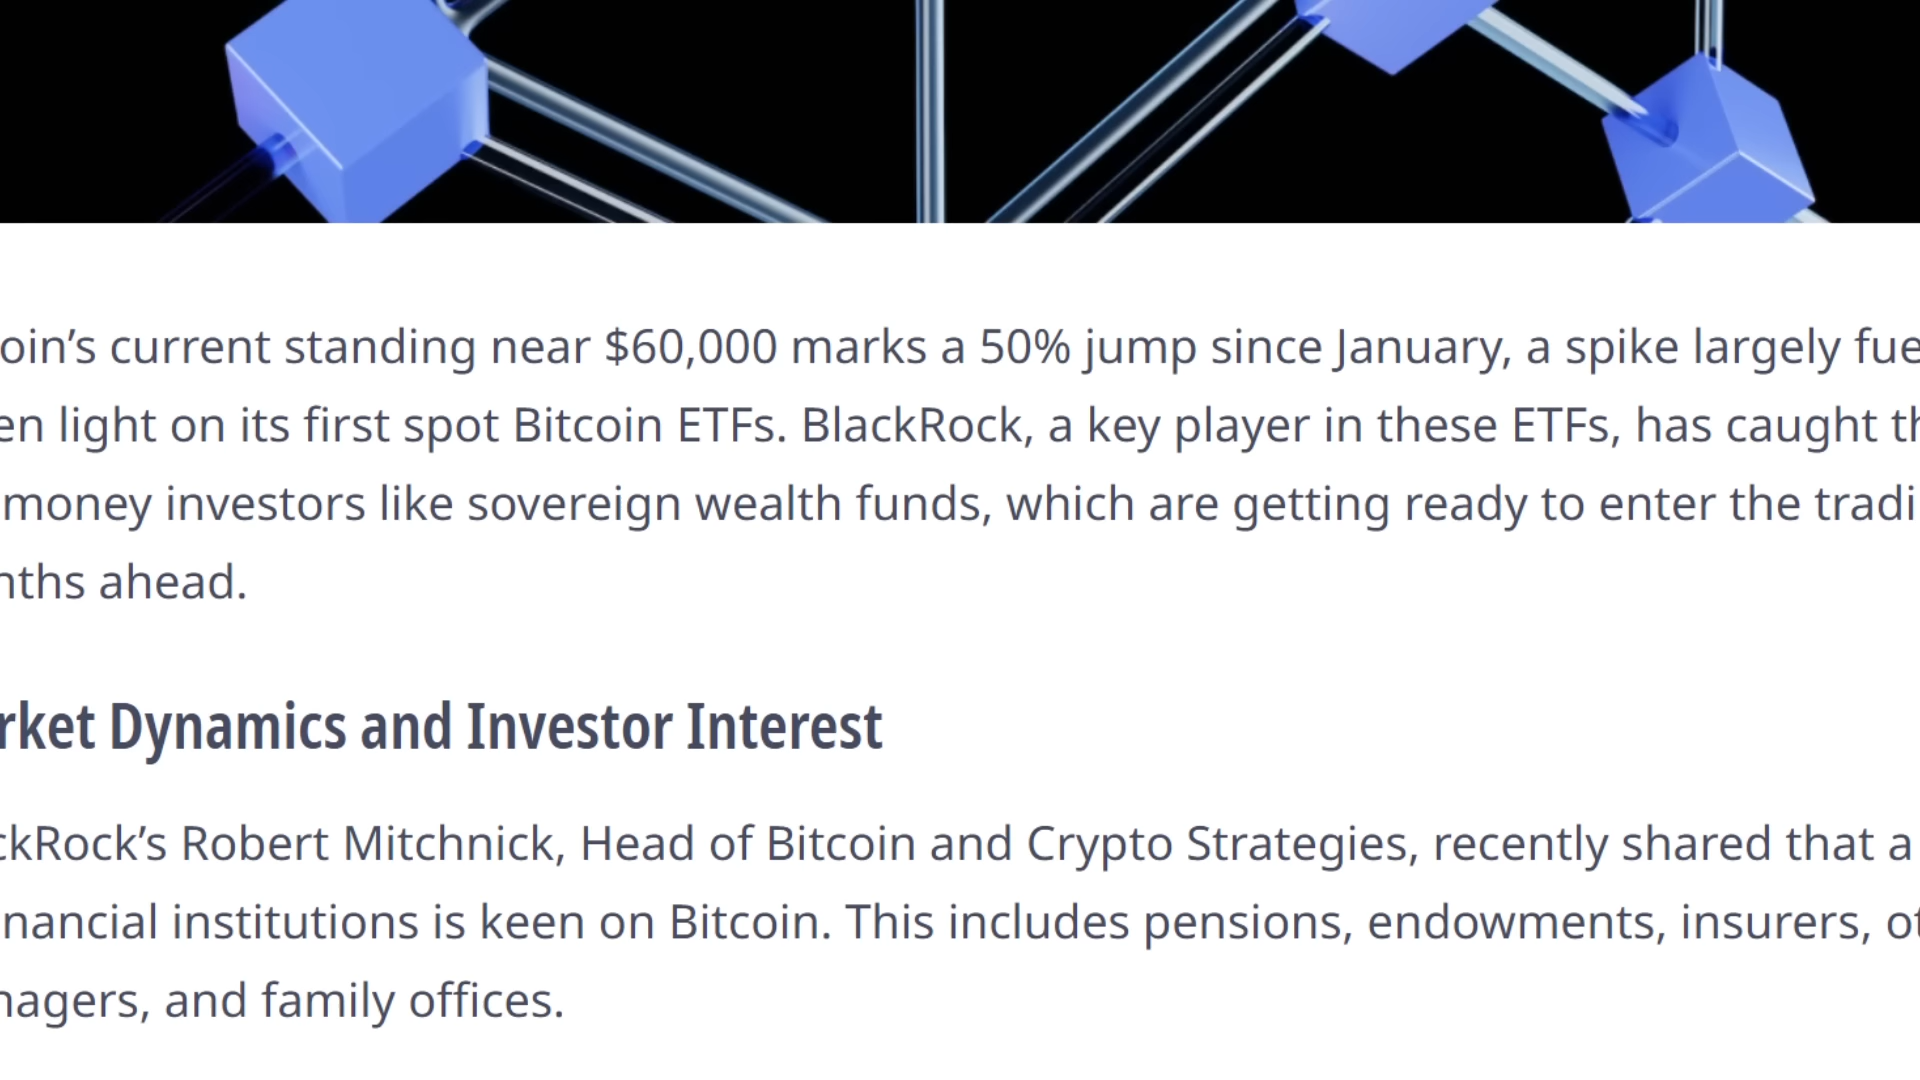 oin’s current standing near $60,000 marks a 50% jump since January, a spike largely fue
en light on its first spot Bitcoin ETFs. BlackRock, a key player in these ETFs, has caught th
money investors like sovereign wealth funds, which are getting ready to enter the tradi
nths ahead.
rket Dynamics and Investor Interest
ckRock’s Robert Mitchnick, Head of Bitcoin and Crypto Strategies, recently shared that a
nancial institutions is keen on Bitcoin. This includes pensions, endowments, insurers, ot
nagers, and family offices.